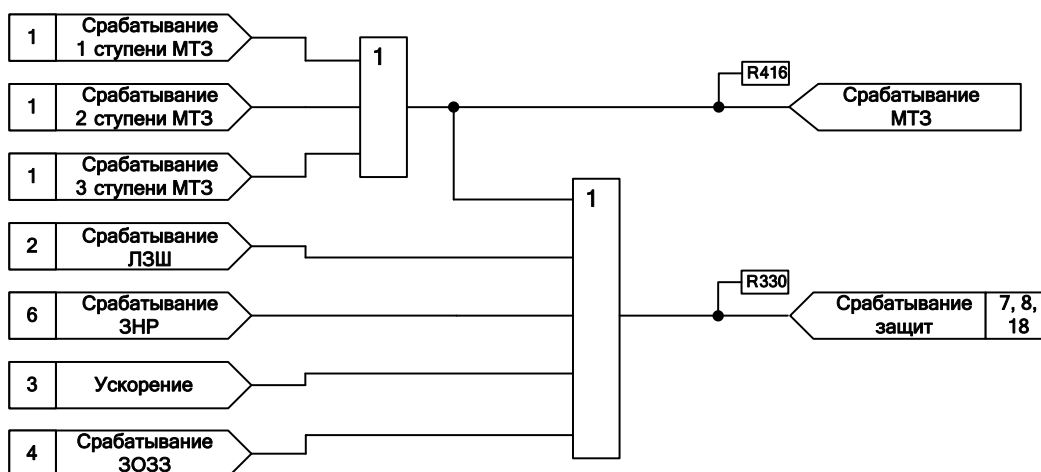 1
Срабатывание
1 ступени МТЗ
1
Срабатывание
2 ступени МТЗ
1
Срабатывание
3 ступени МТЗ
2
Срабатывание
ЛЗШ
6
Срабатывание
ЗНР
3
Ускорение
4
Срабатывание
ЗОЗЗ
1
1
R416
Срабатывание
МТЗ
R330
Срабатывание
защит
7, 8,
18